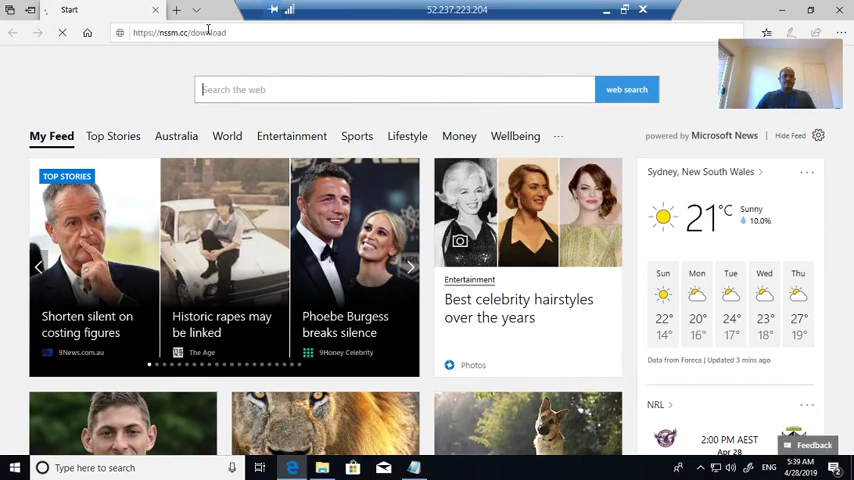 Start
52.237.223.204
https://nssm.cc/download
Search the web
web search
My Feed
Top Stories
Australia
World
Entertainment
Sports
Lifestyle
Money
Wellbeing
powered by Microsoft News
Hide Feed
TOP STORIES
Shorten silent on
costing figures
9News.com.au
Historic rapes may
be linked
The Age
Phoebe Burgess
breaks silence
9Honey Celebrity
Entertainment
Best celebrity hairstyles
over the years
Photos
Sydney, New South Wales
21°C
Sunny
10.0%
Sun Mon Tue Wed Thu
22° 20° 24° 23° 27°
14° 16° 17° 18° 19°
Data from Foreca | Updated 3 mins ago
NRL
2:00 PM AEST
Apr 28
Feedback
Type here to search
ENG
5:39 AM
4/28/2019
2